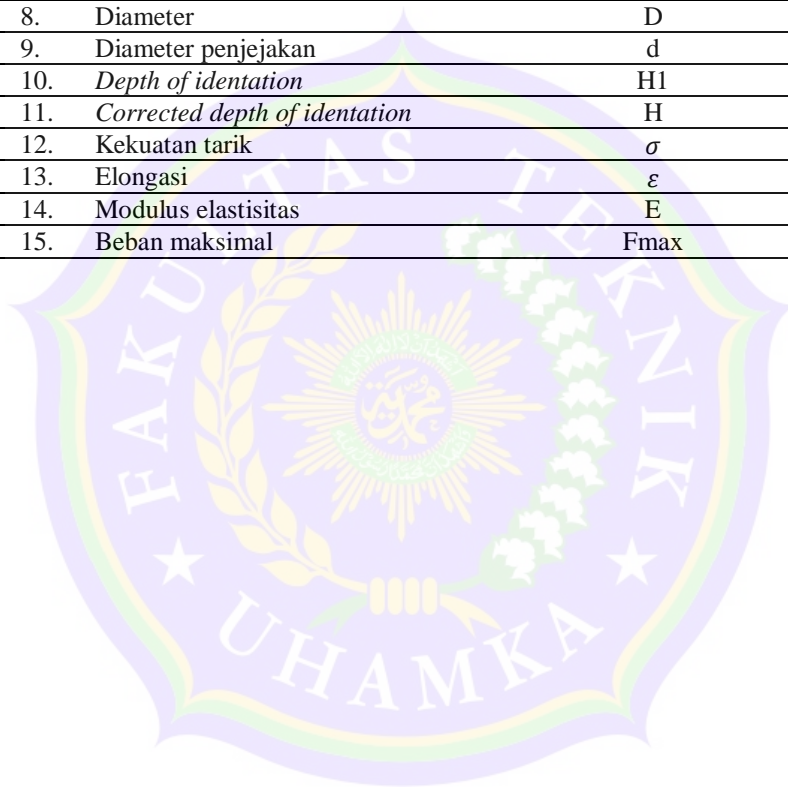 8. Diameter D
9. Diameter penjejakan d
10. Depth of identation H1
11. Corrected depth of identation H
12. Kekuatan tarik σ
13. Elongasi ε
14. Modulus elastisitas E
15. Beban maksimal Fmax
FAKULTAS TEKNIK
UHAMKA